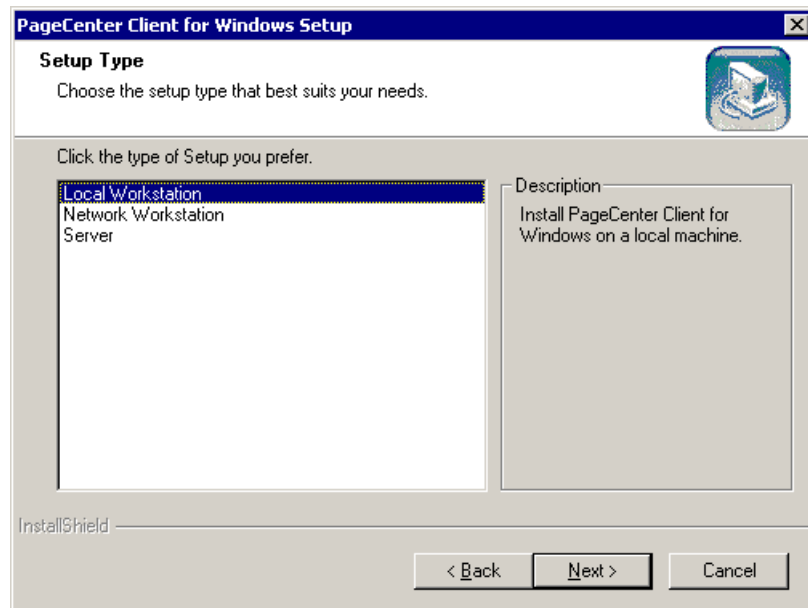 PageCenter Client for Windows Setup
Setup Type
Choose the setup type that best suits your needs.
Click the type of Setup you prefer.
Local Workstation
Network Workstation
Server
Description
Install PageCenter Client for
Windows on a local machine.
InstallShield
< Back
Next >
Cancel